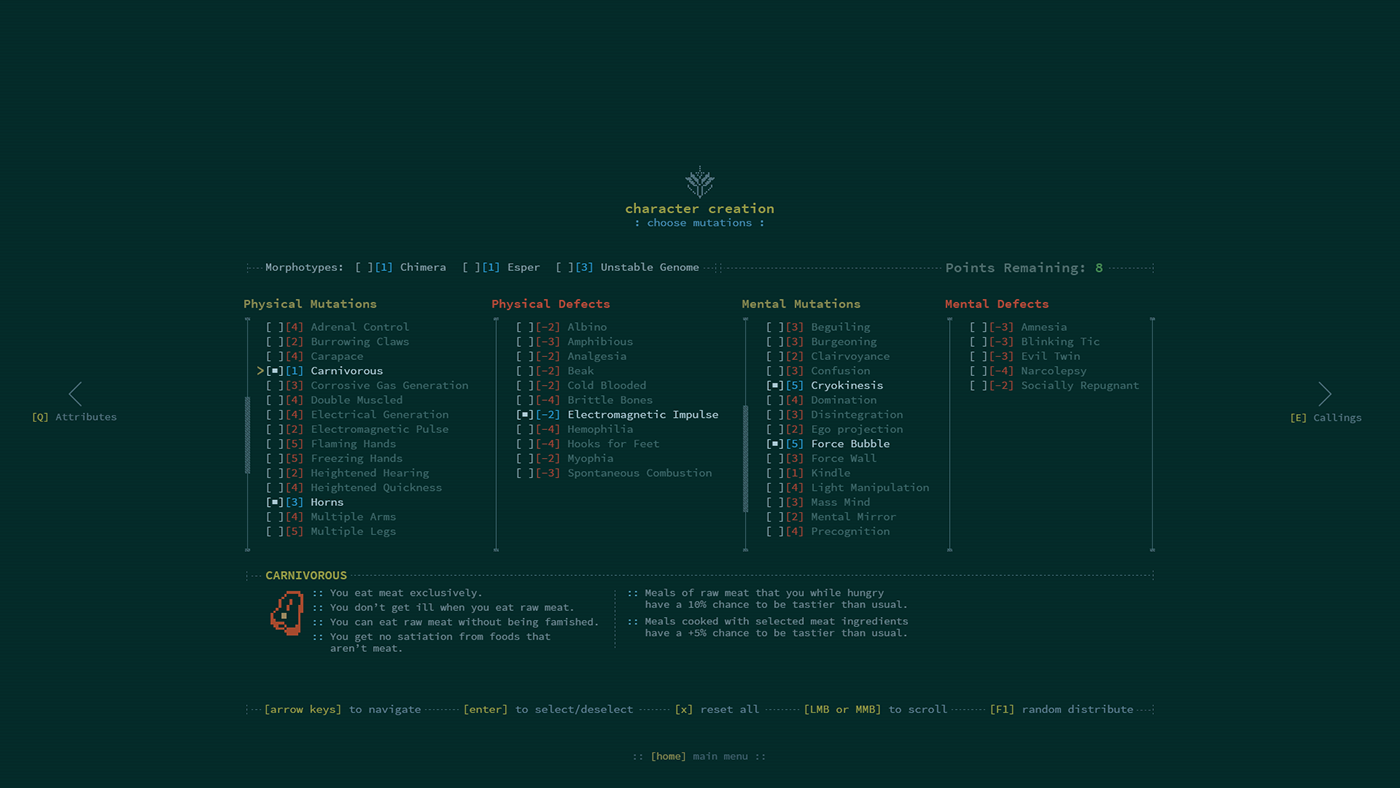 character creation
: choose mutations :
Morphotypes: [ ][1] Chimera [ ][1] Esper [ ][3] Unstable Genome
Points Remaining: 8
Physical Mutations
[ ][4] Adrenal Control
[ ][2] Burrowing Claws
[ ][4] Carapace
>[■][1] Carnivorous
[ ][3] Corrosive Gas Generation
[ ][4] Double Muscled
[ ][4] Electrical Generation
[ ][2] Electromagnetic Pulse
[ ][5] Flaming Hands
[ ][5] Freezing Hands
[ ][2] Heightened Hearing
[ ][4] Heightened Quickness
[■][3] Horns
[ ][4] Multiple Arms
[ ][5] Multiple Legs
Physical Defects
[ ][-2] Albino
[ ][-3] Amphibious
[ ][-2] Analgesia
[ ][-2] Beak
[ ][-2] Cold Blooded
[ ][-4] Brittle Bones
[■][-2] Electromagnetic Impulse
[ ][-4] Hemophilia
[ ][-4] Hooks for Feet
[ ][-2] Myophia
[ ][-3] Spontaneous Combustion
Mental Mutations
[ ][3] Beguiling
[ ][3] Burgeoning
[ ][2] Clairvoyance
[ ][3] Confusion
[■][5] Cryokinesis
[ ][4] Domination
[ ][3] Disintegration
[ ][2] Ego projection
[■][5] Force Bubble
[ ][3] Force Wall
[ ][1] Kindle
[ ][4] Light Manipulation
[ ][3] Mass Mind
[ ][2] Mental Mirror
[ ][4] Precognition
Mental Defects
[ ][-3] Amnesia
[ ][-3] Blinking Tic
[ ][-3] Evil Twin
[ ][-4] Narcolepsy
[ ][-2] Socially Repugnant
[Q] Attributes
[E] Callings
CARNIVOROUS
:: You eat meat exclusively.
:: You don't get ill when you eat raw meat.
:: You can eat raw meat without being famished.
:: You get no satiation from foods that
aren't meat.
:: Meals of raw meat that you while hungry
have a 10% chance to be tastier than usual.
:: Meals cooked with selected meat ingredients
have a +5% chance to be tastier than usual.
[arrow keys] to navigate [enter] to select/deselect [x] reset all [LMB or MMB] to scroll [F1] random distribute
:: [home] main menu ::